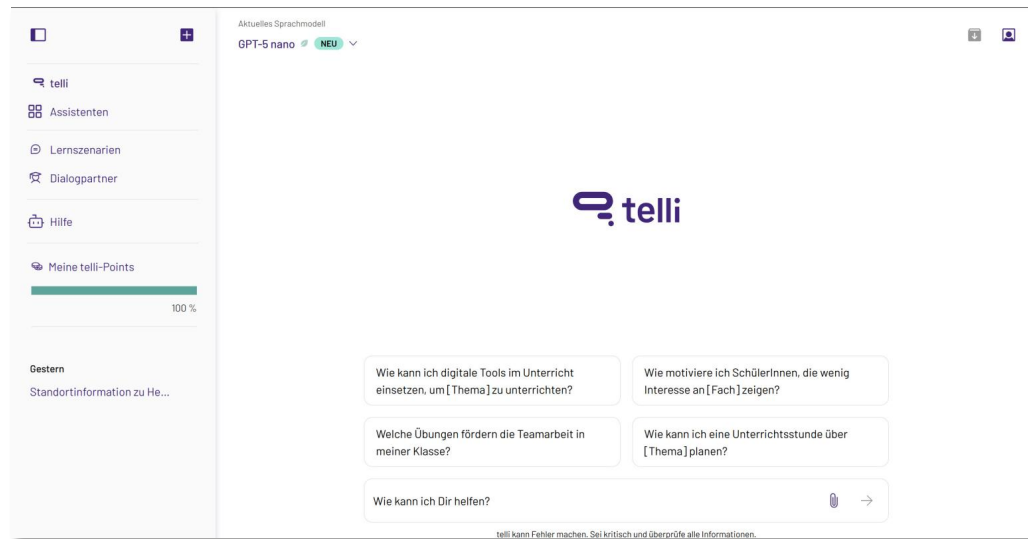 Aktuelles Sprachmodell
GPT-5 nano NEU
telli
Assistenten
Lernszenarien
Dialogpartner
Hilfe
Meine telli-Points
100 %
Gestern
Standortinformation zu He...
telli
Wie kann ich digitale Tools im Unterricht
einsetzen, um [Thema] zu unterrichten?
Wie motiviere ich SchülerInnen, die wenig
Interesse an [Fach] zeigen?
Welche Übungen fördern die Teamarbeit in
meiner Klasse?
Wie kann ich eine Unterrichtsstunde über
[Thema] planen?
Wie kann ich Dir helfen?
telli kann Fehler machen. Sei kritisch und überprüfe alle Informationen.